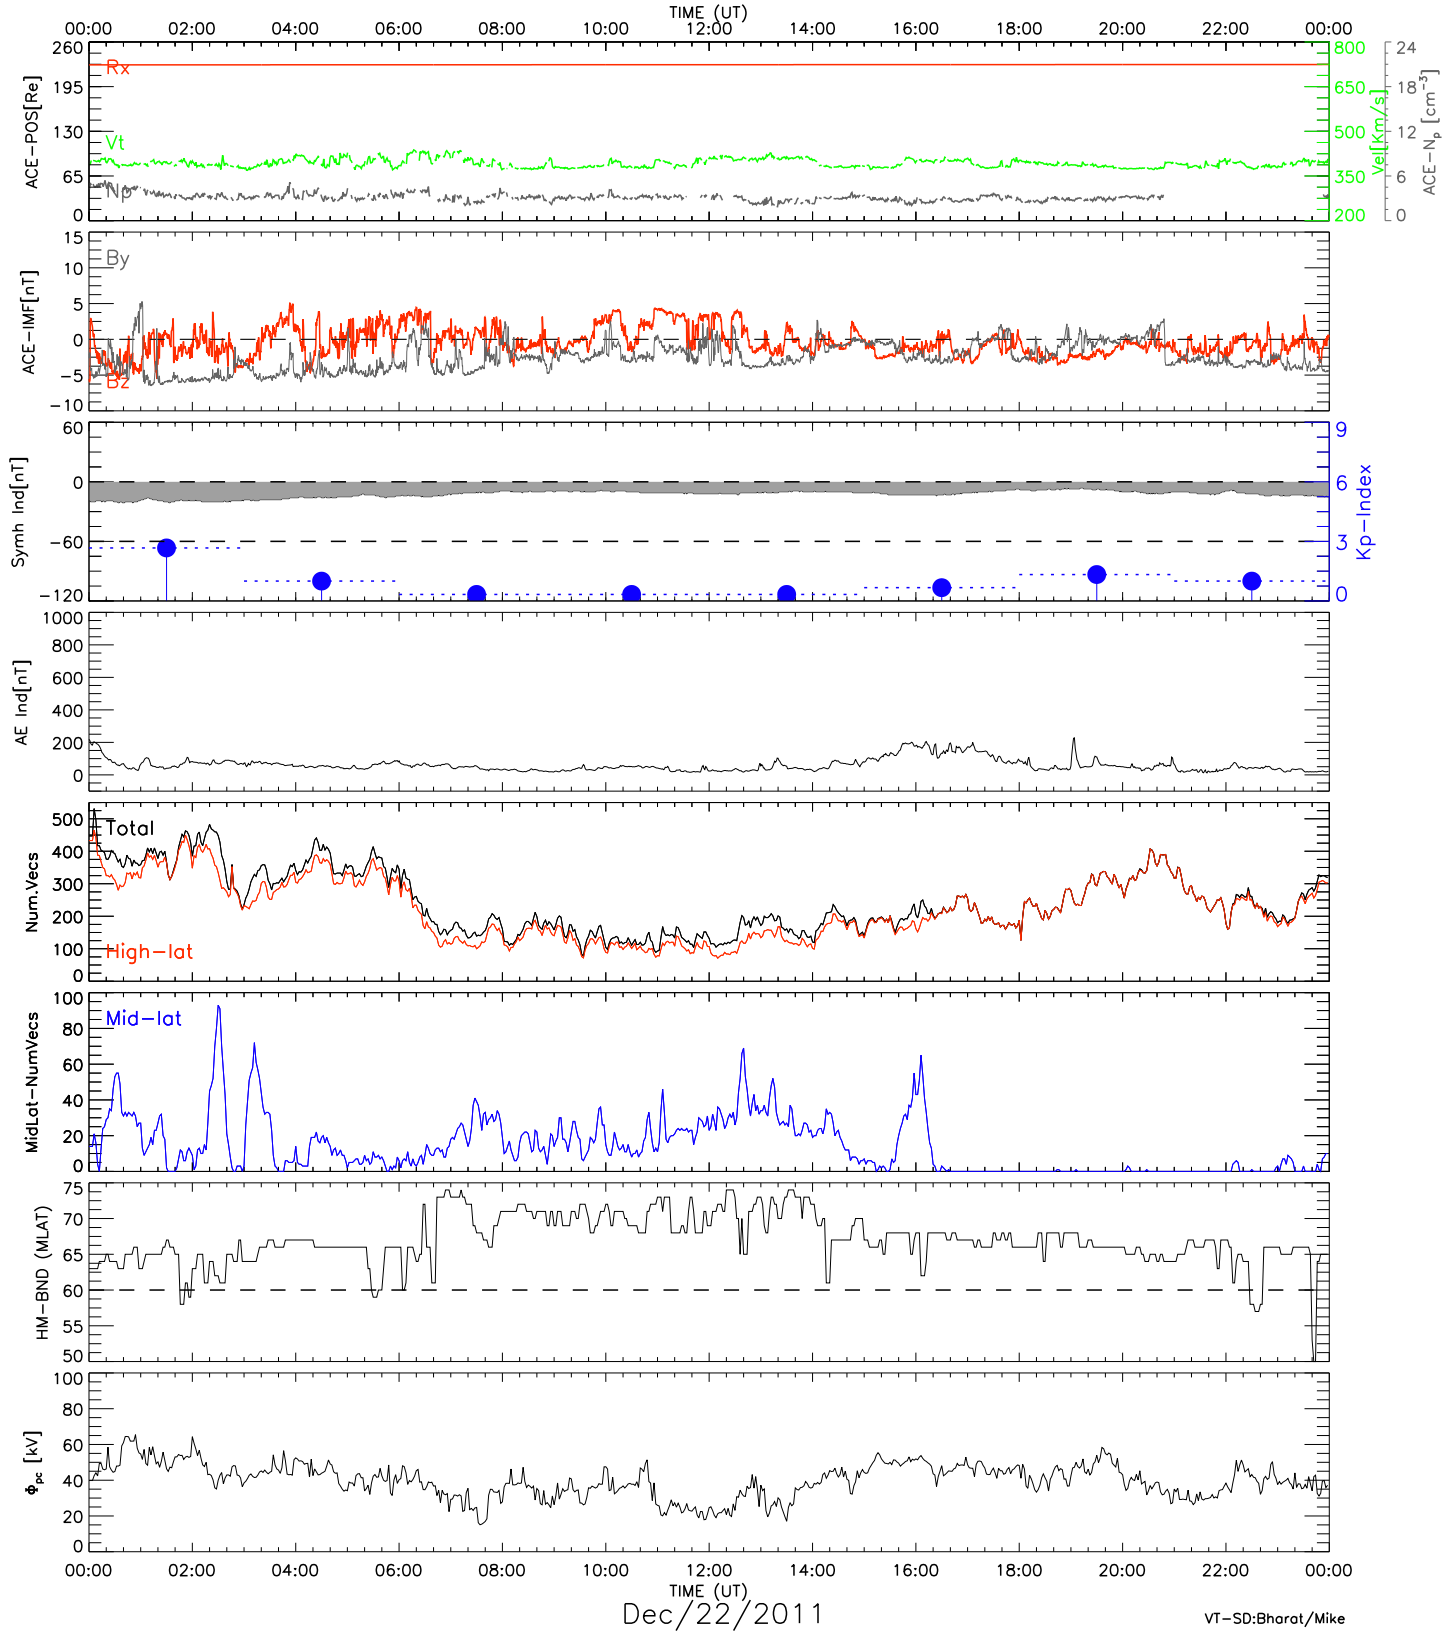 TIME (UT)
00:00 02:00 04:00 06:00 08:00 10:00 12:00 14:00 16:00 18:00 20:00 22:00 00:00
ACE-POS[Re]
260
195
130
65
0
Rx
Vt
Np
800
650
500
350
200
Vel[Km/s]
24
18
12
6
0
ACE-Np [cm-3]
ACE-IMF[nT]
15
10
5
0
-5
-10
By
Bz
Symh Ind[nT]
60
0
-60
-120
9
6
3
0
Kp-Index
AE Ind[nT]
1000
800
600
400
200
0
Num.Vecs
500
400
300
200
100
0
Total
High-lat
MidLat-NumVecs
100
80
60
40
20
0
Mid-lat
HM-BND (MLAT)
75
70
65
60
55
50
Φpc [kV]
100
80
60
40
20
0
00:00 02:00 04:00 06:00 08:00 10:00 12:00 14:00 16:00 18:00 20:00 22:00 00:00
TIME (UT)
Dec/22/2011
VT-SD:Bharat/Mike